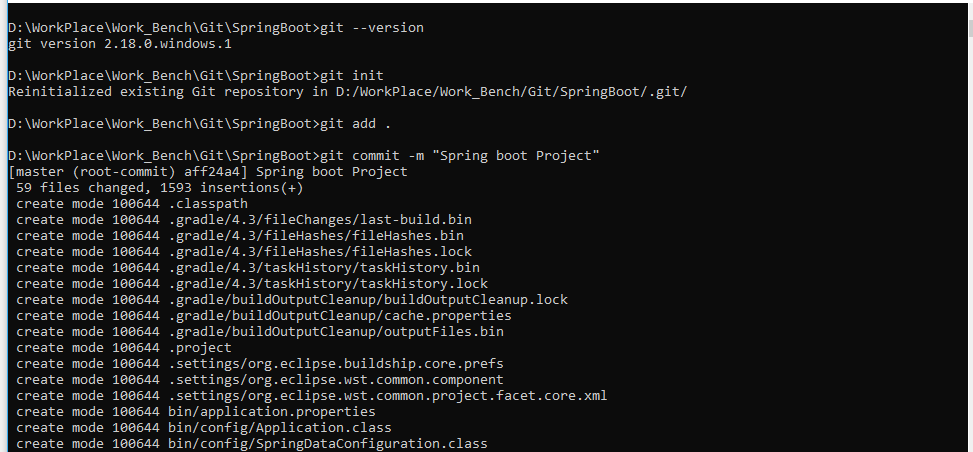 D:\WorkPlace\Work_Bench\Git\SpringBoot>git --version
git version 2.18.0.windows.1
D:\WorkPlace\Work_Bench\Git\SpringBoot>git init
Reinitialized existing Git repository in D:/WorkPlace/Work_Bench/Git/SpringBoot/.git/
D:\WorkPlace\Work_Bench\Git\SpringBoot>git add .
D:\WorkPlace\Work_Bench\Git\SpringBoot>git commit -m "Spring boot Project"
[master (root-commit) aff24a4] Spring boot Project
 59 files changed, 1593 insertions(+)
 create mode 100644 .classpath
 create mode 100644 .gradle/4.3/fileChanges/last-build.bin
 create mode 100644 .gradle/4.3/fileHashes/fileHashes.bin
 create mode 100644 .gradle/4.3/fileHashes/fileHashes.lock
 create mode 100644 .gradle/4.3/taskHistory/taskHistory.bin
 create mode 100644 .gradle/4.3/taskHistory/taskHistory.lock
 create mode 100644 .gradle/buildOutputCleanup/buildOutputCleanup.lock
 create mode 100644 .gradle/buildOutputCleanup/cache.properties
 create mode 100644 .gradle/buildOutputCleanup/outputFiles.bin
 create mode 100644 .project
 create mode 100644 .settings/org.eclipse.buildship.core.prefs
 create mode 100644 .settings/org.eclipse.wst.common.component
 create mode 100644 .settings/org.eclipse.wst.common.project.facet.core.xml
 create mode 100644 bin/application.properties
 create mode 100644 bin/config/Application.class
 create mode 100644 bin/config/SpringDataConfiguration.class